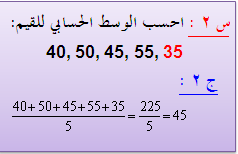 س ٢ : احسب الوسط الحسابي للقيم:
40, 50, 45, 55, 35
ج ٢ :
40+50+45+55+35 / 5 = 225 / 5 = 45